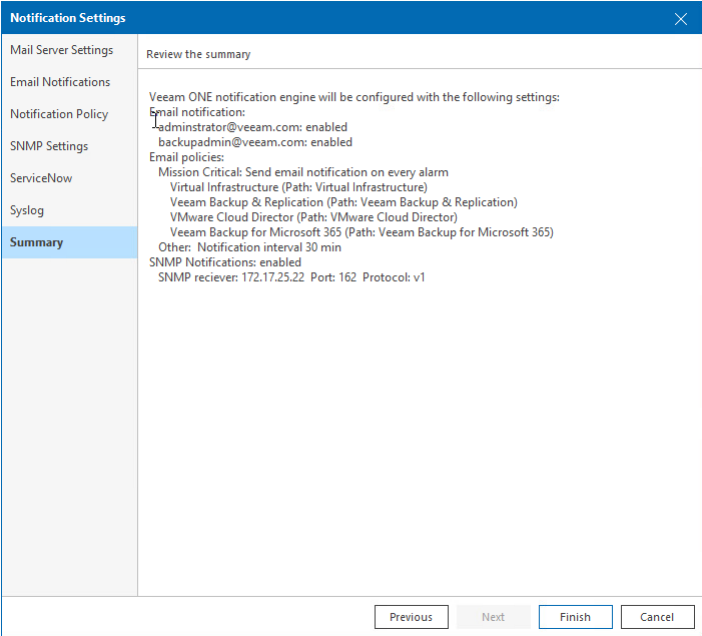 Notification Settings
Mail Server Settings
Email Notifications
Notification Policy
SNMP Settings
ServiceNow
Syslog
Summary
Review the summary
Veeam ONE notification engine will be configured with the following settings:
Email notification:
adminstrator@veeam.com: enabled
backupadmin@veeam.com: enabled
Email policies:
Mission Critical: Send email notification on every alarm
Virtual Infrastructure (Path: Virtual Infrastructure)
Veeam Backup & Replication (Path: Veeam Backup & Replication)
VMware Cloud Director (Path: VMware Cloud Director)
Veeam Backup for Microsoft 365 (Path: Veeam Backup for Microsoft 365)
Other: Notification interval 30 min
SNMP Notifications: enabled
SNMP reciever: 172.17.25.22 Port: 162 Protocol: v1
Previous Next Finish Cancel